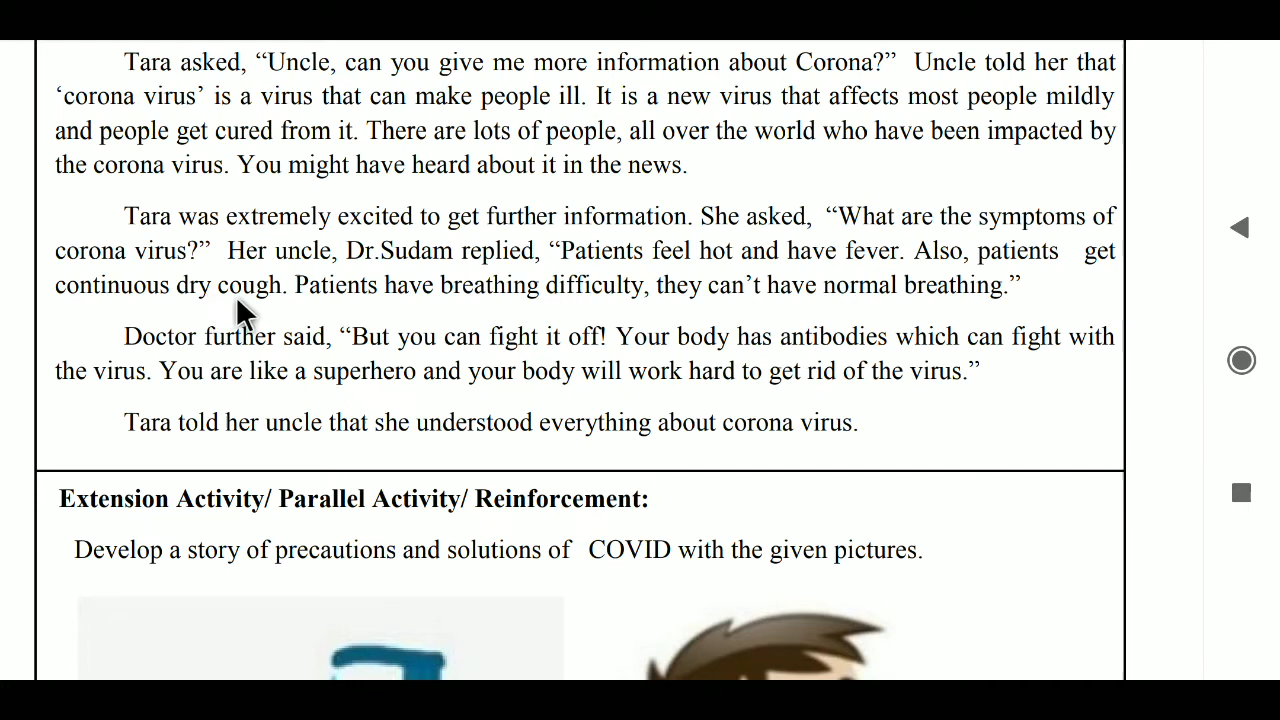 Tara asked, “Uncle, can you give me more information about Corona?” Uncle told her that
‘corona virus’ is a virus that can make people ill. It is a new virus that affects most people mildly
and people get cured from it. There are lots of people, all over the world who have been impacted by
the corona virus. You might have heard about it in the news.
Tara was extremely excited to get further information. She asked, “What are the symptoms of
corona virus?” Her uncle, Dr.Sudam replied, “Patients feel hot and have fever. Also, patients get
continuous dry cough. Patients have breathing difficulty, they can’t have normal breathing.”
Doctor further said, “But you can fight it off! Your body has antibodies which can fight with
the virus. You are like a superhero and your body will work hard to get rid of the virus.”
Tara told her uncle that she understood everything about corona virus.
Extension Activity/ Parallel Activity/ Reinforcement:
Develop a story of precautions and solutions of COVID with the given pictures.